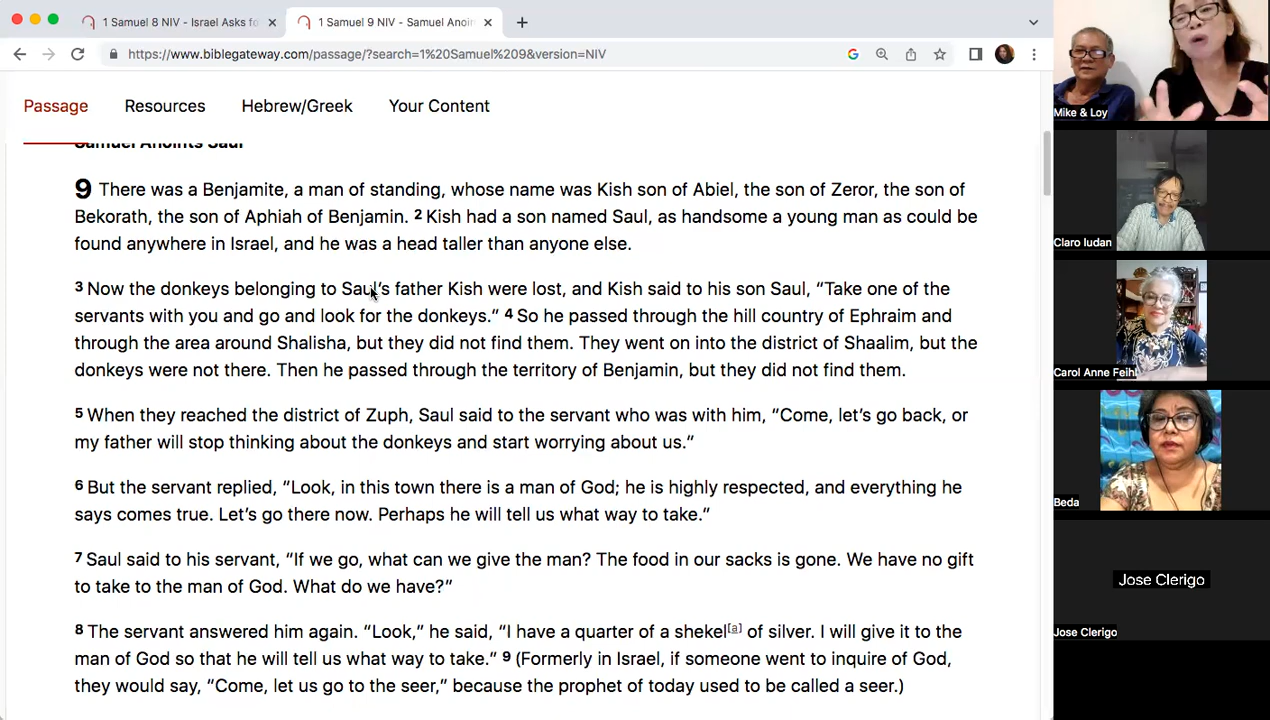 1 Samuel 8 NIV - Israel Asks fo
1 Samuel 9 NIV - Samuel Anoin
https://www.biblegateway.com/passage/?search=1%20Samuel%209&version=NIV
Passage
Resources
Hebrew/Greek
Your Content
Samuel Anoints Saul
9 There was a Benjamite, a man of standing, whose name was Kish son of Abiel, the son of Zeror, the son of
Bekorath, the son of Aphiah of Benjamin. 2 Kish had a son named Saul, as handsome a young man as could be
found anywhere in Israel, and he was a head taller than anyone else.
3 Now the donkeys belonging to Saul’s father Kish were lost, and Kish said to his son Saul, “Take one of the
servants with you and go and look for the donkeys.” 4 So he passed through the hill country of Ephraim and
through the area around Shalisha, but they did not find them. They went on into the district of Shaalim, but the
donkeys were not there. Then he passed through the territory of Benjamin, but they did not find them.
5 When they reached the district of Zuph, Saul said to the servant who was with him, “Come, let’s go back, or
my father will stop thinking about the donkeys and start worrying about us.”
6 But the servant replied, “Look, in this town there is a man of God; he is highly respected, and everything he
says comes true. Let’s go there now. Perhaps he will tell us what way to take.”
7 Saul said to his servant, “If we go, what can we give the man? The food in our sacks is gone. We have no gift
to take to the man of God. What do we have?”
8 The servant answered him again. “Look,” he said, “I have a quarter of a shekel[a] of silver. I will give it to the
man of God so that he will tell us what way to take.” 9 (Formerly in Israel, if someone went to inquire of God,
they would say, “Come, let us go to the seer,” because the prophet of today used to be called a seer.)
Mike & Loy
Claro Iudan
Carol Anne Feihl
Beda
Jose Clerigo
Jose Clerigo